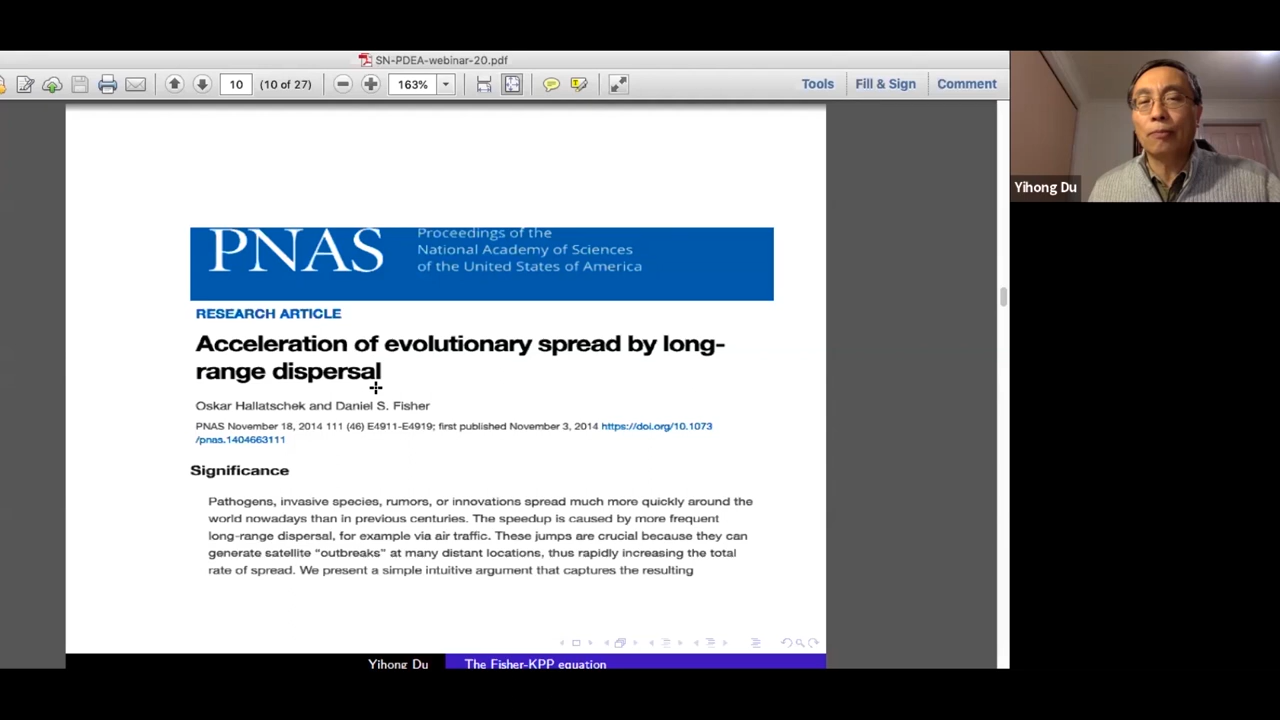 SN-PDEA-webinar-20.pdf
10 (10 of 27) 163% Tools Fill & Sign Comment
Yihong Du
PNAS
Proceedings of the
National Academy of Sciences
of the United States of America
RESEARCH ARTICLE
Acceleration of evolutionary spread by long-
range dispersal
Oskar Hallatschek and Daniel S. Fisher
PNAS November 18, 2014 111 (46) E4911-E4919; first published November 3, 2014 https://doi.org/10.1073
/pnas.1404663111
Significance
Pathogens, invasive species, rumors, or innovations spread much more quickly around the
world nowadays than in previous centuries. The speedup is caused by more frequent
long-range dispersal, for example via air traffic. These jumps are crucial because they can
generate satellite “outbreaks” at many distant locations, thus rapidly increasing the total
rate of spread. We present a simple intuitive argument that captures the resulting
Yihong Du The Fisher-KPP equation